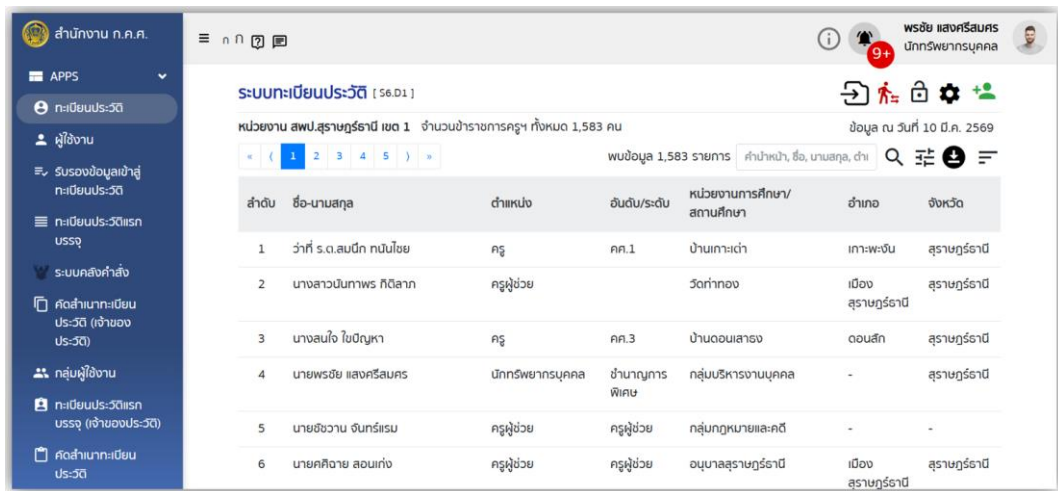 สำนักงาน ก.ค.ศ.
APPS
ทะเบียนประวัติ
ผู้ใช้งาน
รับรองข้อมูลเข้าสู่
ทะเบียนประวัติ
ทะเบียนประวัติแรก
บรรจุ
ระบบคลังคำสั่ง
คัดสำเนาทะเบียน
ประวัติ (เจ้าของ
ประวัติ)
กลุ่มผู้ใช้งาน
ทะเบียนประวัติแรก
บรรจุ (เจ้าของประวัติ)
คัดสำเนาทะเบียน
ประวัติ
ก ก
9+
พรชัย แสงศรีสมศร
นักทรัพยากรบุคคล
ระบบทะเบียนประวัติ [ S6.D1 ]
หน่วยงาน สพป.สุราษฎร์ธานี เขต 1 จำนวนข้าราชการครูฯ ทั้งหมด 1,583 คน ข้อมูล ณ วันที่ 10 มี.ค. 2569
« ⟨ 1 2 3 4 5 ⟩ » พบข้อมูล 1,583 รายการ คำนำหน้า, ชื่อ, นามสกุล, ตำแ
ลำดับ ชื่อ-นามสกุล ตำแหน่ง อันดับ/ระดับ หน่วยงานการศึกษา/ อำเภอ จังหวัด
สถานศึกษา
1 ว่าที่ ร.ต.สมนึก ทนันไชย ครู คศ.1 บ้านเกาะเต่า เกาะพะงัน สุราษฎร์ธานี
2 นางสาวนันทาพร กิติลาภ ครูผู้ช่วย วัดท่าทอง เมือง สุราษฎร์ธานี
สุราษฎร์ธานี
3 นางสนใจ ไขปัญหา ครู คศ.3 บ้านดอนเสาธง ดอนสัก สุราษฎร์ธานี
4 นายพรชัย แสงศรีสมศร นักทรัพยากรบุคคล ชำนาญการ กลุ่มบริหารงานบุคคล - สุราษฎร์ธานี
พิเศษ
5 นายชัชวาน จันทร์แรม ครูผู้ช่วย ครูผู้ช่วย กลุ่มกฎหมายและคดี - -
6 นายคคิฉาย สอนเก่ง ครูผู้ช่วย ครูผู้ช่วย อนุบาลสุราษฎร์ธานี เมือง สุราษฎร์ธานี
สุราษฎร์ธานี